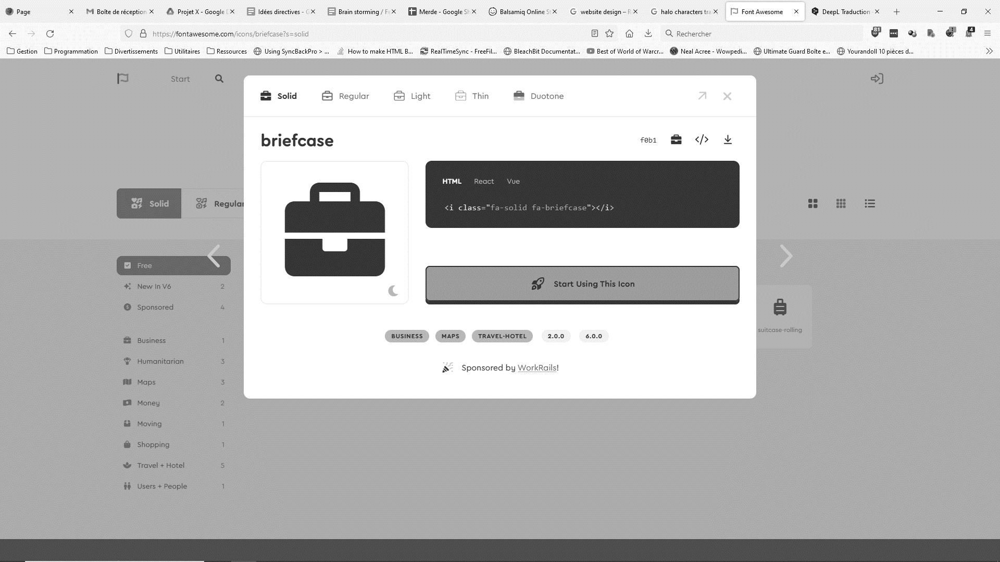 Page
Boîte de réception
Projet X - Google D
Idées directives - G
Brain storming / Fe
Merde - Google Sh
Balsamiq Online St
website design – R
halo characters tra
Font Awesome
DeepL Traduction -
https://fontawesome.com/icons/briefcase?s=solid
Rechercher
81
!
4
Gestion
Programmation
Divertissements
Utilitaires
Ressources
Using SyncBackPro > ...
How to make HTML B...
RealTimeSync - FreeFil...
BleachBit Documentat...
Best of World of Warcr...
Neal Acree - Wowpedi...
Ultimate Guard Boîte e...
Yourandoll 10 pièces d...
Start
Solid
Regular
Light
Thin
Duotone
briefcase
f0b1
HTML
React
Vue
<i class="fa-solid fa-briefcase"></i>
Start Using This Icon
BUSINESS
MAPS
TRAVEL-HOTEL
2.0.0
6.0.0
Sponsored by WorkRails!
Solid
Regular
Free
New In V6 2
Sponsored 4
Business 1
Humanitarian 3
Maps 3
Money 2
Moving 1
Shopping 1
Travel + Hotel 5
Users + People 1
suitcase-rolling